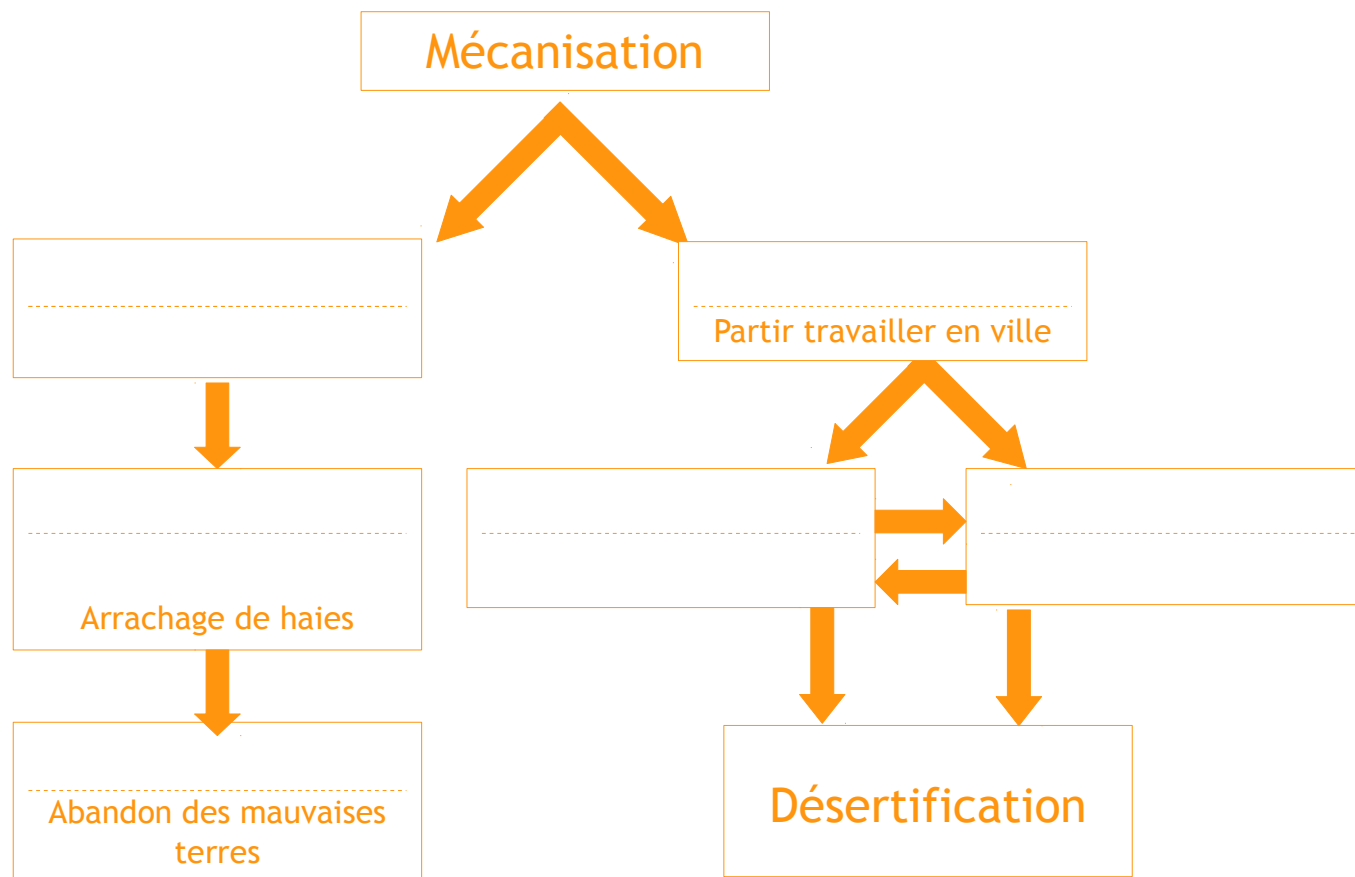 Mécanisation
Partir travailler en ville
Arrachage de haies
Abandon des mauvaises
terres
Désertification